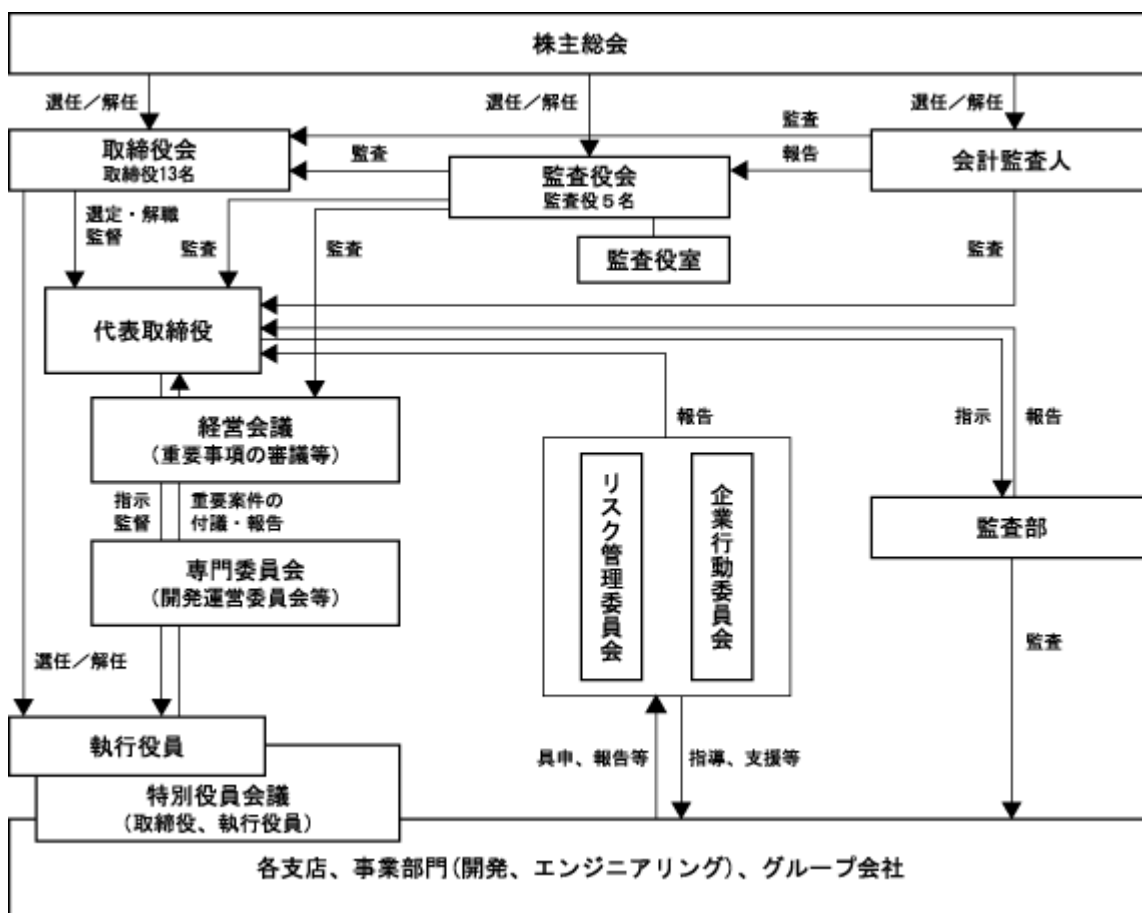 株主総会
選任／解任
選任／解任
選任／解任
取締役会
取締役13名
監査
監査
報告
会計監査人
監査役会
監査役５名
選定・解職
監督
監査
監査
監査役室
監査
代表取締役
経営会議
（重要事項の審議等）
報告
指示
報告
指示
監督
重要案件の
付議・報告
リスク管理委員会
企業行動委員会
監査部
専門委員会
（開発運営委員会等）
選任／解任
監査
執行役員
具申、報告等
指導、支援等
特別役員会議
（取締役、執行役員）
各支店、事業部門（開発、エンジニアリング）、グループ会社